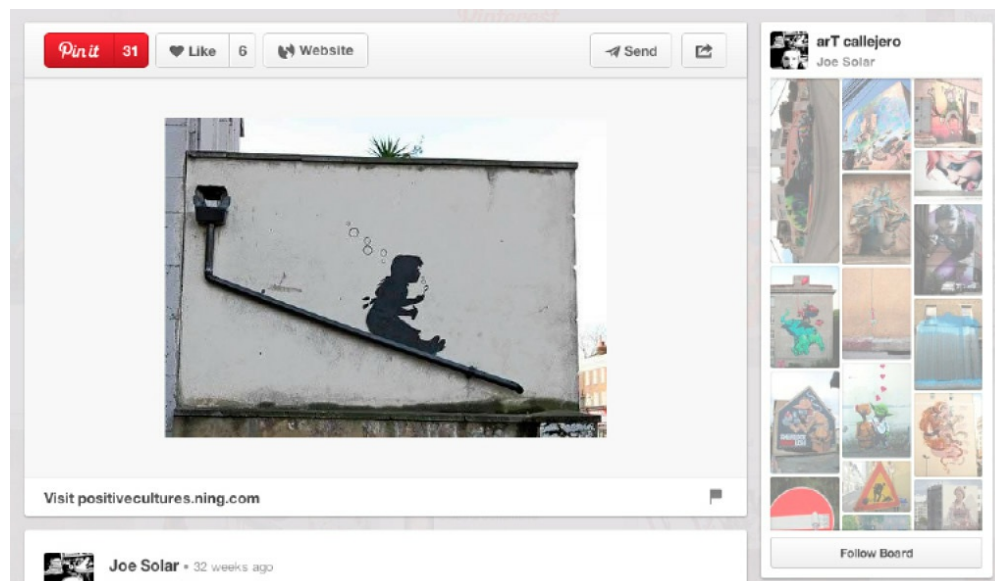 Pinterest
Pin it 31 Like 6 Website Send
Visit positivecultures.ning.com
Joe Solar • 32 weeks ago
arT callejero
Joe Solar
Follow Board